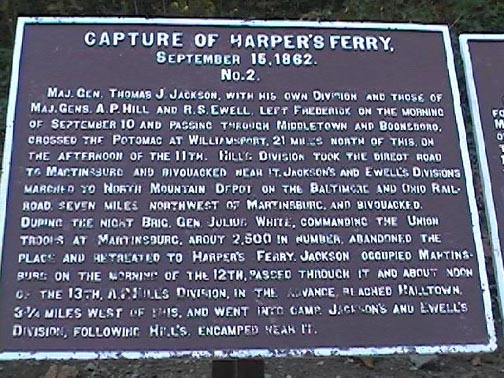 CAPTURE OF HARPER'S FERRY,
SEPTEMBER 15, 1862.
No. 2.
MAJ. GEN. THOMAS J. JACKSON, WITH HIS OWN DIVISION AND THOSE OF
MAJ. GENS. A. P. HILL AND R. S. EWELL, LEFT FREDERICK ON THE MORNING
OF SEPTEMBER 10 AND PASSING THROUGH MIDDLETOWN AND BOONSBORO,
CROSSED THE POTOMAC AT WILLIAMSPORT, 21 MILES NORTH OF THIS, ON
THE AFTERNOON OF THE 11TH. HILL'S DIVISION TOOK THE DIRECT ROAD
TO MARTINSBURG AND BIVOUACKED NEAR IT. JACKSON'S AND EWELL'S DIVISIONS
MARCHED TO NORTH MOUNTAIN DEPOT ON THE BALTIMORE AND OHIO RAIL-
ROAD, SEVEN MILES NORTHWEST OF MARTINSBURG, AND BIVOUACKED.
DURING THE NIGHT BRIG. GEN. JULIUS WHITE, COMMANDING THE UNION
TROOPS AT MARTINSBURG, ABOUT 2,500 IN NUMBER, ABANDONED THE
PLACE AND RETREATED TO HARPER'S FERRY. JACKSON OCCUPIED MARTINS-
BURG ON THE MORNING OF THE 12TH, PASSED THROUGH IT AND ABOUT NOON
OF THE 13TH, A. P. HILL'S DIVISION, IN THE ADVANCE, REACHED HALLTOWN,
3 1/4 MILES WEST OF THIS, AND WENT INTO CAMP. JACKSON'S AND EWELL'S
DIVISION, FOLLOWING HILL'S, ENCAMPED NEAR IT.